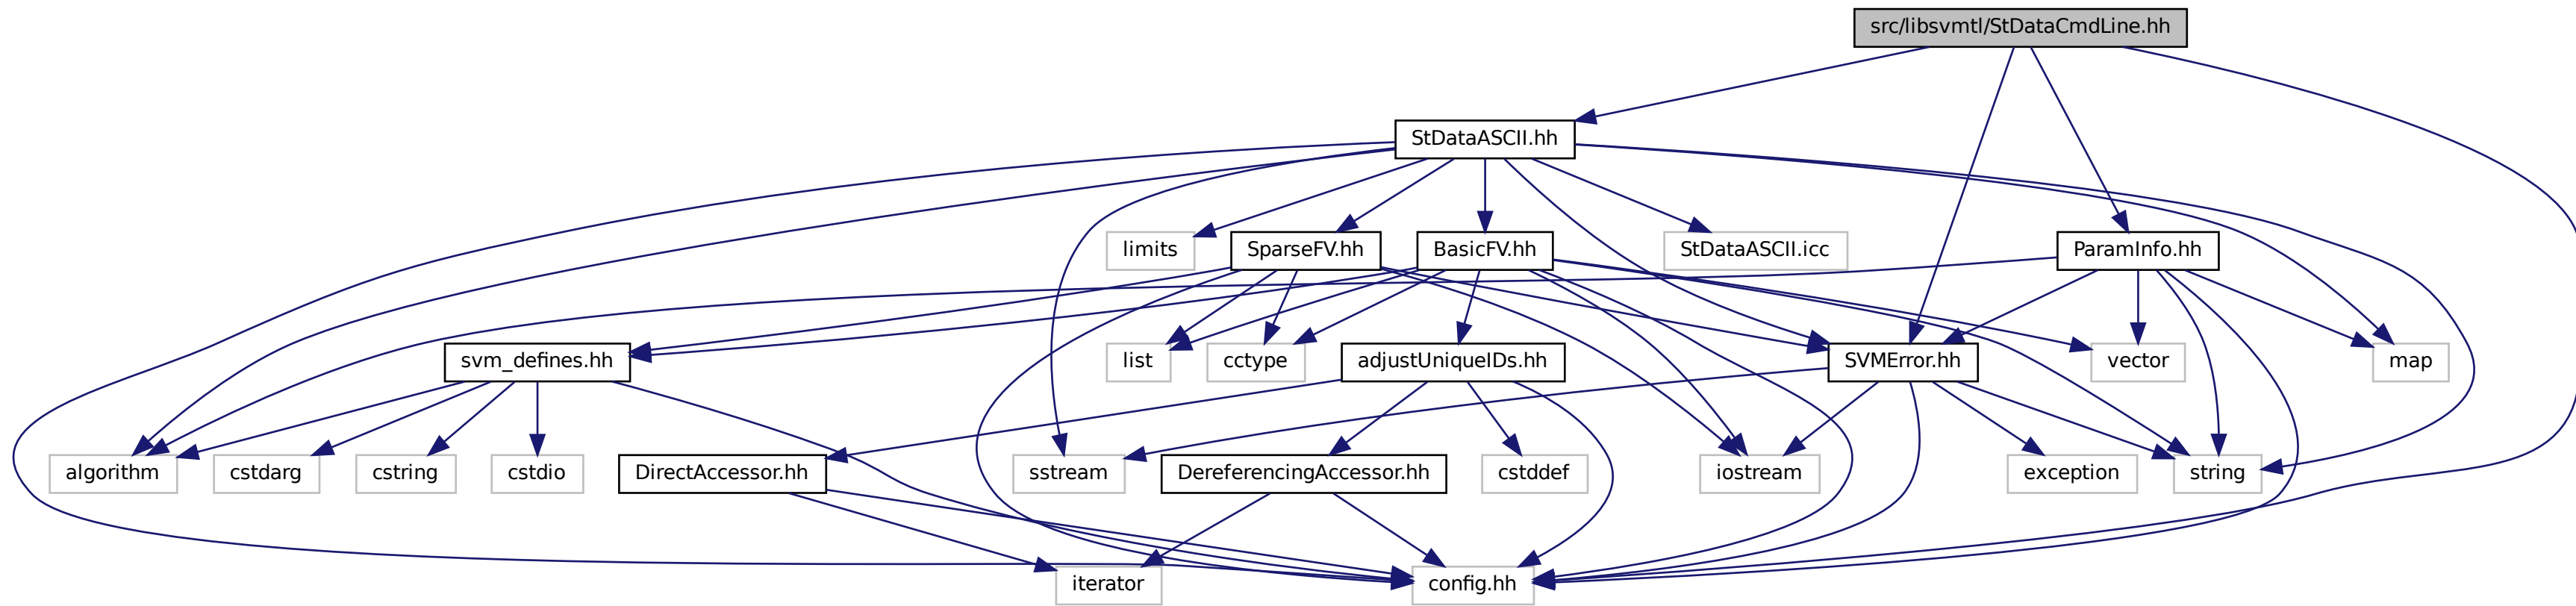 src/libsvmtl/StDataCmdLine.hh
StDataASCII.hh
limits
SparseFV.hh
BasicFV.hh
StDataASCII.icc
ParamInfo.hh
svm_defines.hh
list
cctype
adjustUniqueIDs.hh
SVMError.hh
vector
map
algorithm
cstdarg
cstring
cstdio
DirectAccessor.hh
sstream
DereferencingAccessor.hh
cstddef
iostream
exception
string
iterator
config.hh